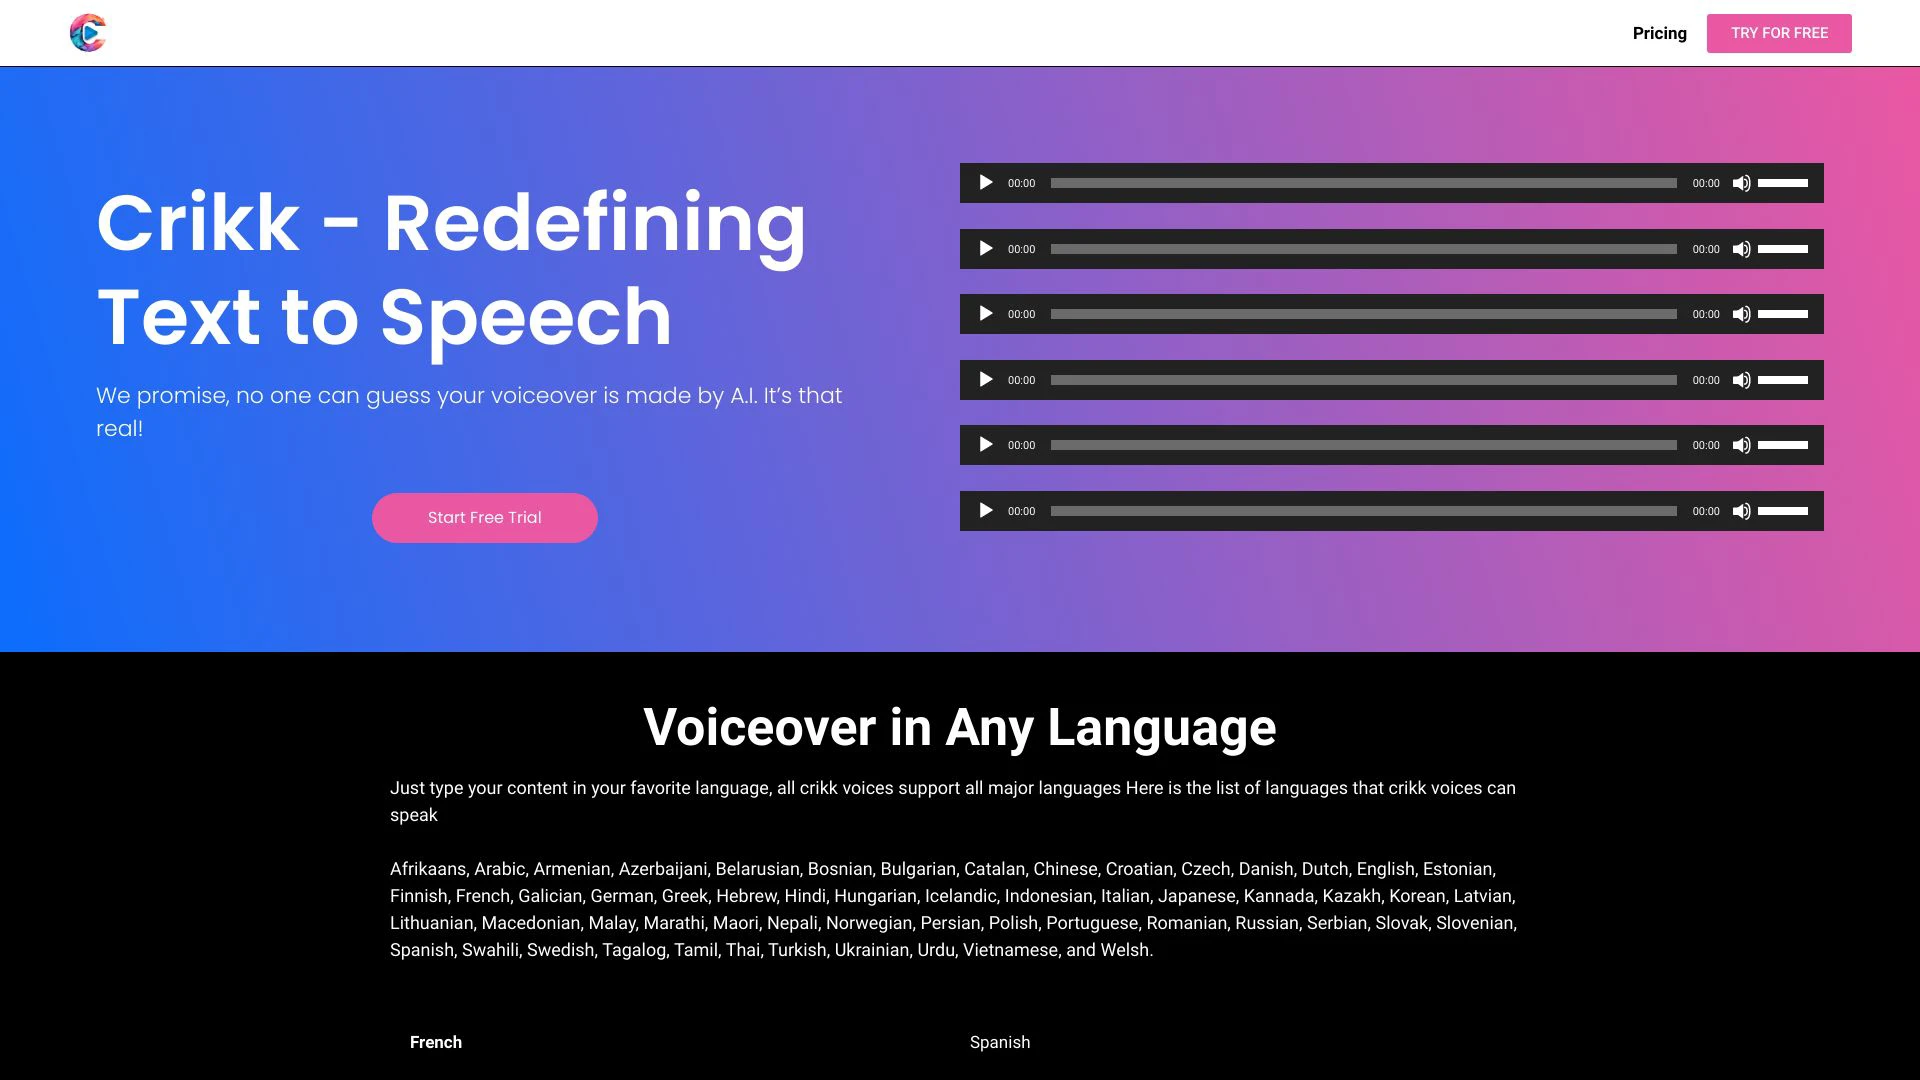 Pricing
TRY FOR FREE
Crikk - Redefining
Text to Speech
We promise, no one can guess your voiceover is made by A.I. It’s that
real!
Start Free Trial
00:00 00:00
00:00 00:00
00:00 00:00
00:00 00:00
00:00 00:00
00:00 00:00
Voiceover in Any Language
Just type your content in your favorite language, all crikk voices support all major languages Here is the list of languages that crikk voices can
speak
Afrikaans, Arabic, Armenian, Azerbaijani, Belarusian, Bosnian, Bulgarian, Catalan, Chinese, Croatian, Czech, Danish, Dutch, English, Estonian,
Finnish, French, Galician, German, Greek, Hebrew, Hindi, Hungarian, Icelandic, Indonesian, Italian, Japanese, Kannada, Kazakh, Korean, Latvian,
Lithuanian, Macedonian, Malay, Marathi, Maori, Nepali, Norwegian, Persian, Polish, Portuguese, Romanian, Russian, Serbian, Slovak, Slovenian,
Spanish, Swahili, Swedish, Tagalog, Tamil, Thai, Turkish, Ukrainian, Urdu, Vietnamese, and Welsh.
French
Spanish